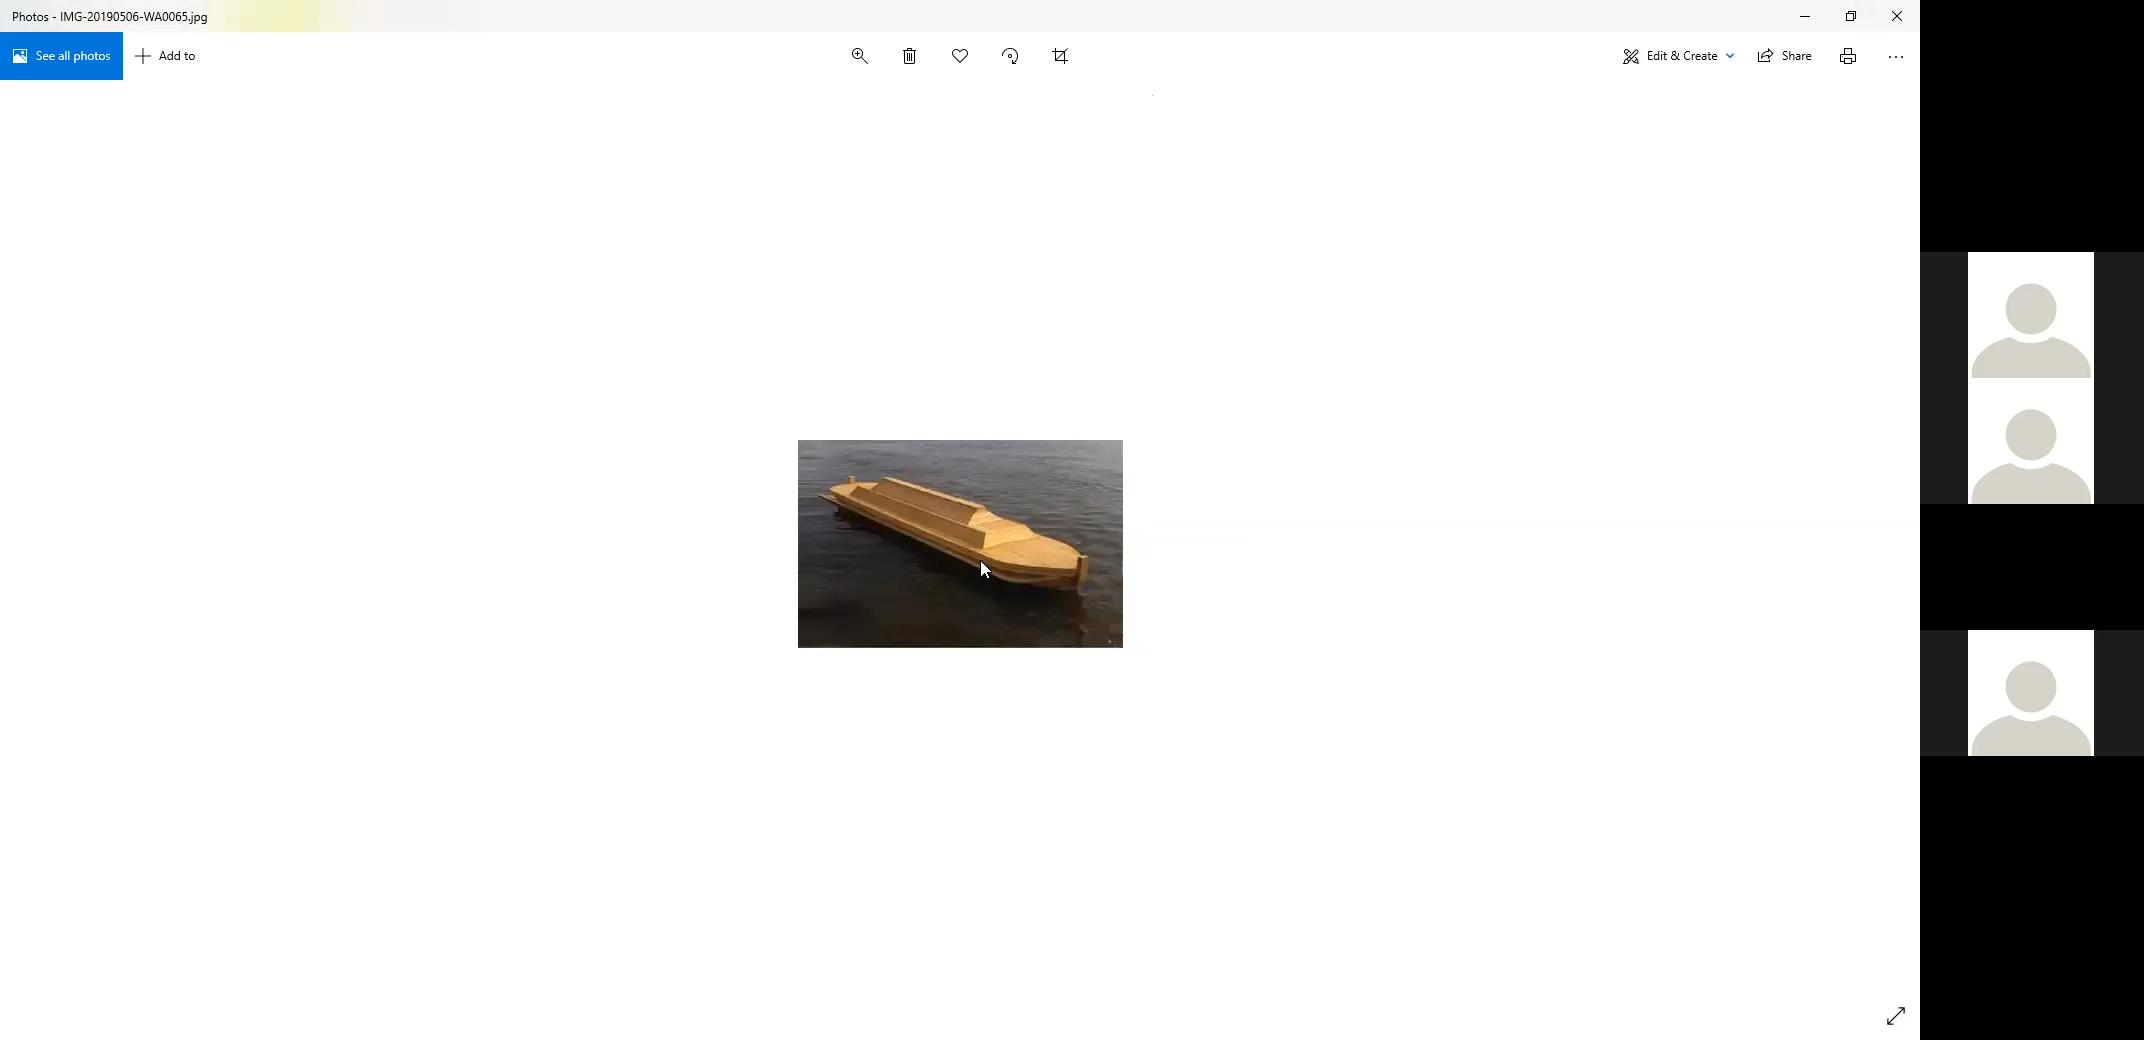 Photos - IMG-20190506-WA0065.jpg
See all photos
Add to
Edit & Create
Share